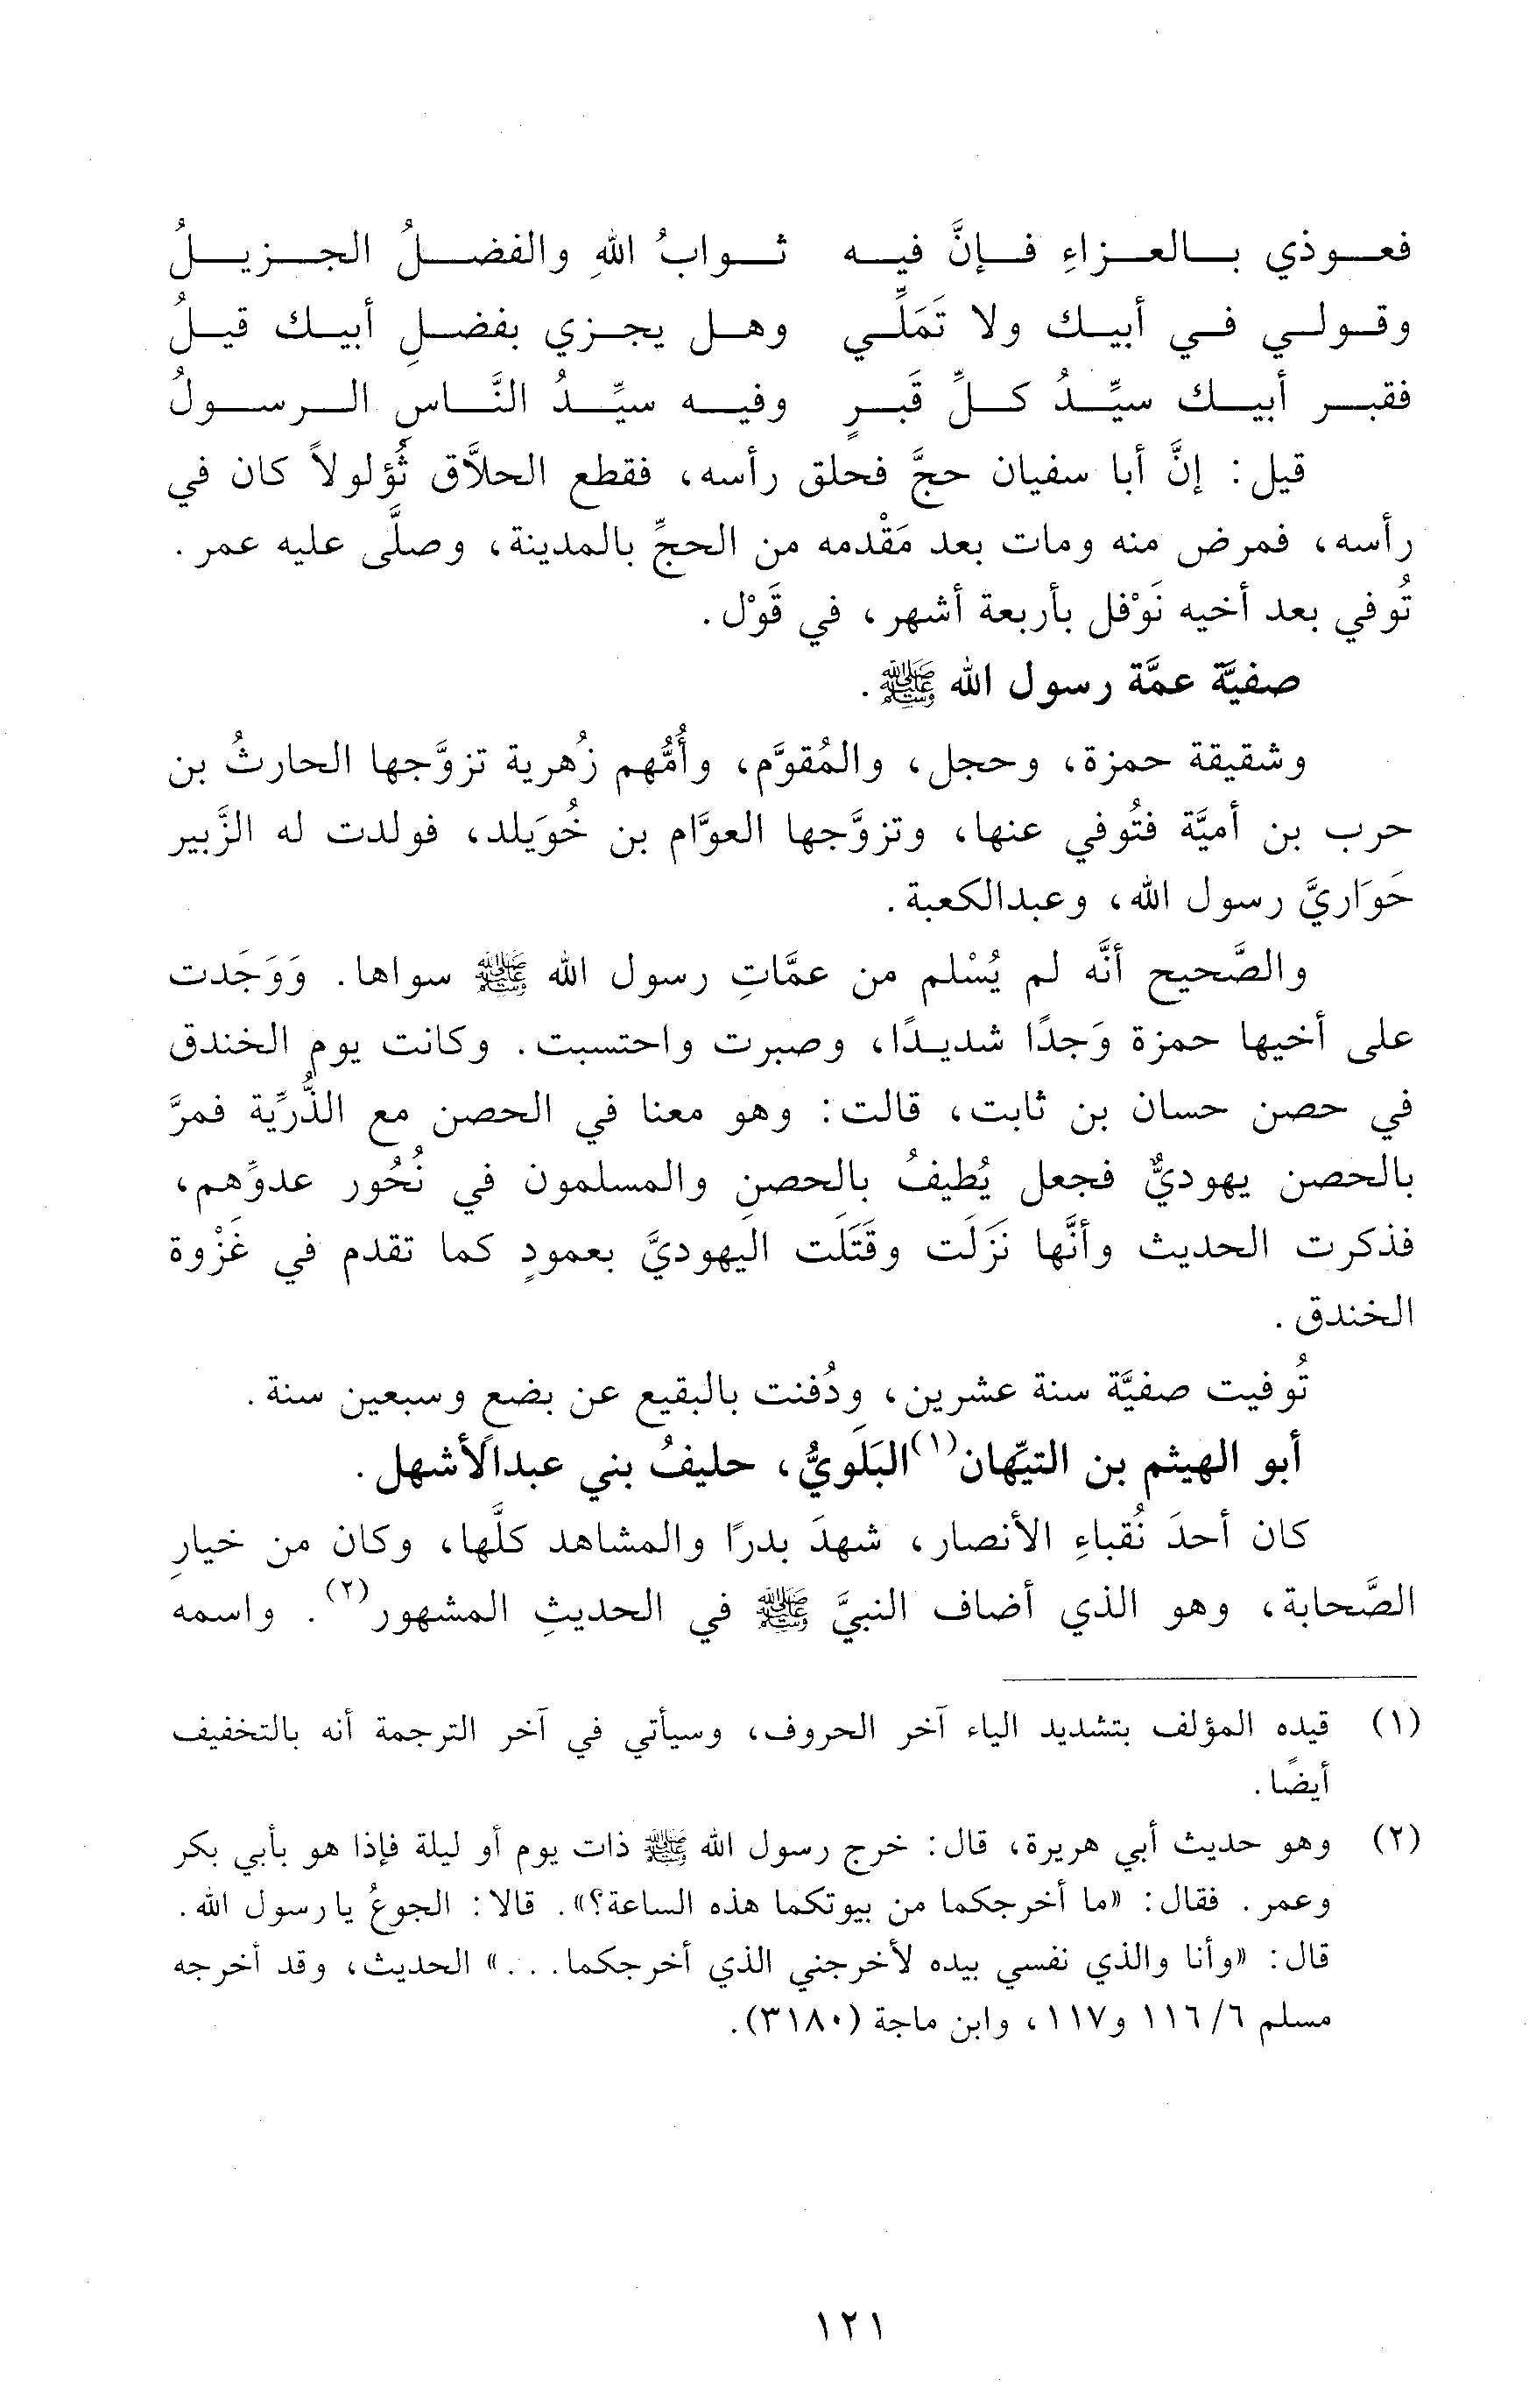 فعوذي بالعزاءِ فإنَّ فيه ثوابُ اللهِ والفضلُ الجزيلُ
وقولي في أبيك ولا تَمَلِّي وهل يجزي بفضلِ أبيك قيلُ
فقبر أبيك سيِّدُ كلِّ قَبرٍ وفيه سيِّدُ النَّاسِ الرسولُ
قيل: إنَّ أبا سفيان حجَّ فحلق رأسه، فقطع الحلاَّق ثُؤلولاً كان في
رأسه، فمرض منه ومات بعد مَقْدمه من الحجِّ بالمدينة، وصلَّى عليه عمر.
تُوفي بعد أخيه نَوْفل بأربعة أشهر، في قَوْل.
صفيَّة عمَّة رسول الله ﷺ.
وشقيقة حمزة، وحجل، والمُقوَّم، وأُمُّهم زُهرية تزوَّجها الحارثُ بن
حرب بن أميَّة فتُوفي عنها، وتزوَّجها العوَّام بن خُوَيلد، فولدت له الزَّبير
حَوَاريَّ رسول الله، وعبدالكعبة.
والصَّحيح أنَّه لم يُسْلم من عمَّاتِ رسول الله ﷺ سواها. وَوَجَدت
على أخيها حمزة وَجدًا شديدًا، وصبرت واحتسبت. وكانت يوم الخندق
في حصن حسان بن ثابت، قالت: وهو معنا في الحصن مع الذُّرِّية فمرَّ
بالحصن يهوديٌّ فجعل يُطيفُ بالحصنِ والمسلمون في نُحُور عدوِّهم،
فذكرت الحديث وأنَّها نَزَلَت وقَتَلَت اليهوديَّ بعمودٍ كما تقدم في غَزْوة
الخندق.
تُوفيت صفيَّة سنة عشرين، ودُفنت بالبقيع عن بضعٍ وسبعين سنة.
أبو الهيثم بن التيِّهان(١) البَلَويُّ، حليفُ بني عبدالأشهل.
كان أحدَ نُقباءِ الأنصار، شهدَ بدرًا والمشاهد كلَّها، وكان من خيارِ
الصَّحابة، وهو الذي أضاف النبيَّ ﷺ في الحديثِ المشهور(٢). واسمه
(١) قيده المؤلف بتشديد الياء آخر الحروف، وسيأتي في آخر الترجمة أنه بالتخفيف
أيضًا.
(٢) وهو حديث أبي هريرة، قال: خرج رسول الله ﷺ ذات يوم أو ليلة فإذا هو بأبي بكر
وعمر. فقال: «ما أخرجكما من بيوتكما هذه الساعة؟». قالا: الجوعُ يا رسول الله.
قال: «وأنا والذي نفسي بيده لأخرجني الذي أخرجكما...» الحديث، وقد أخرجه
مسلم ٦/ ١١٦ و١١٧، وابن ماجة (٣١٨٠).
١٢١